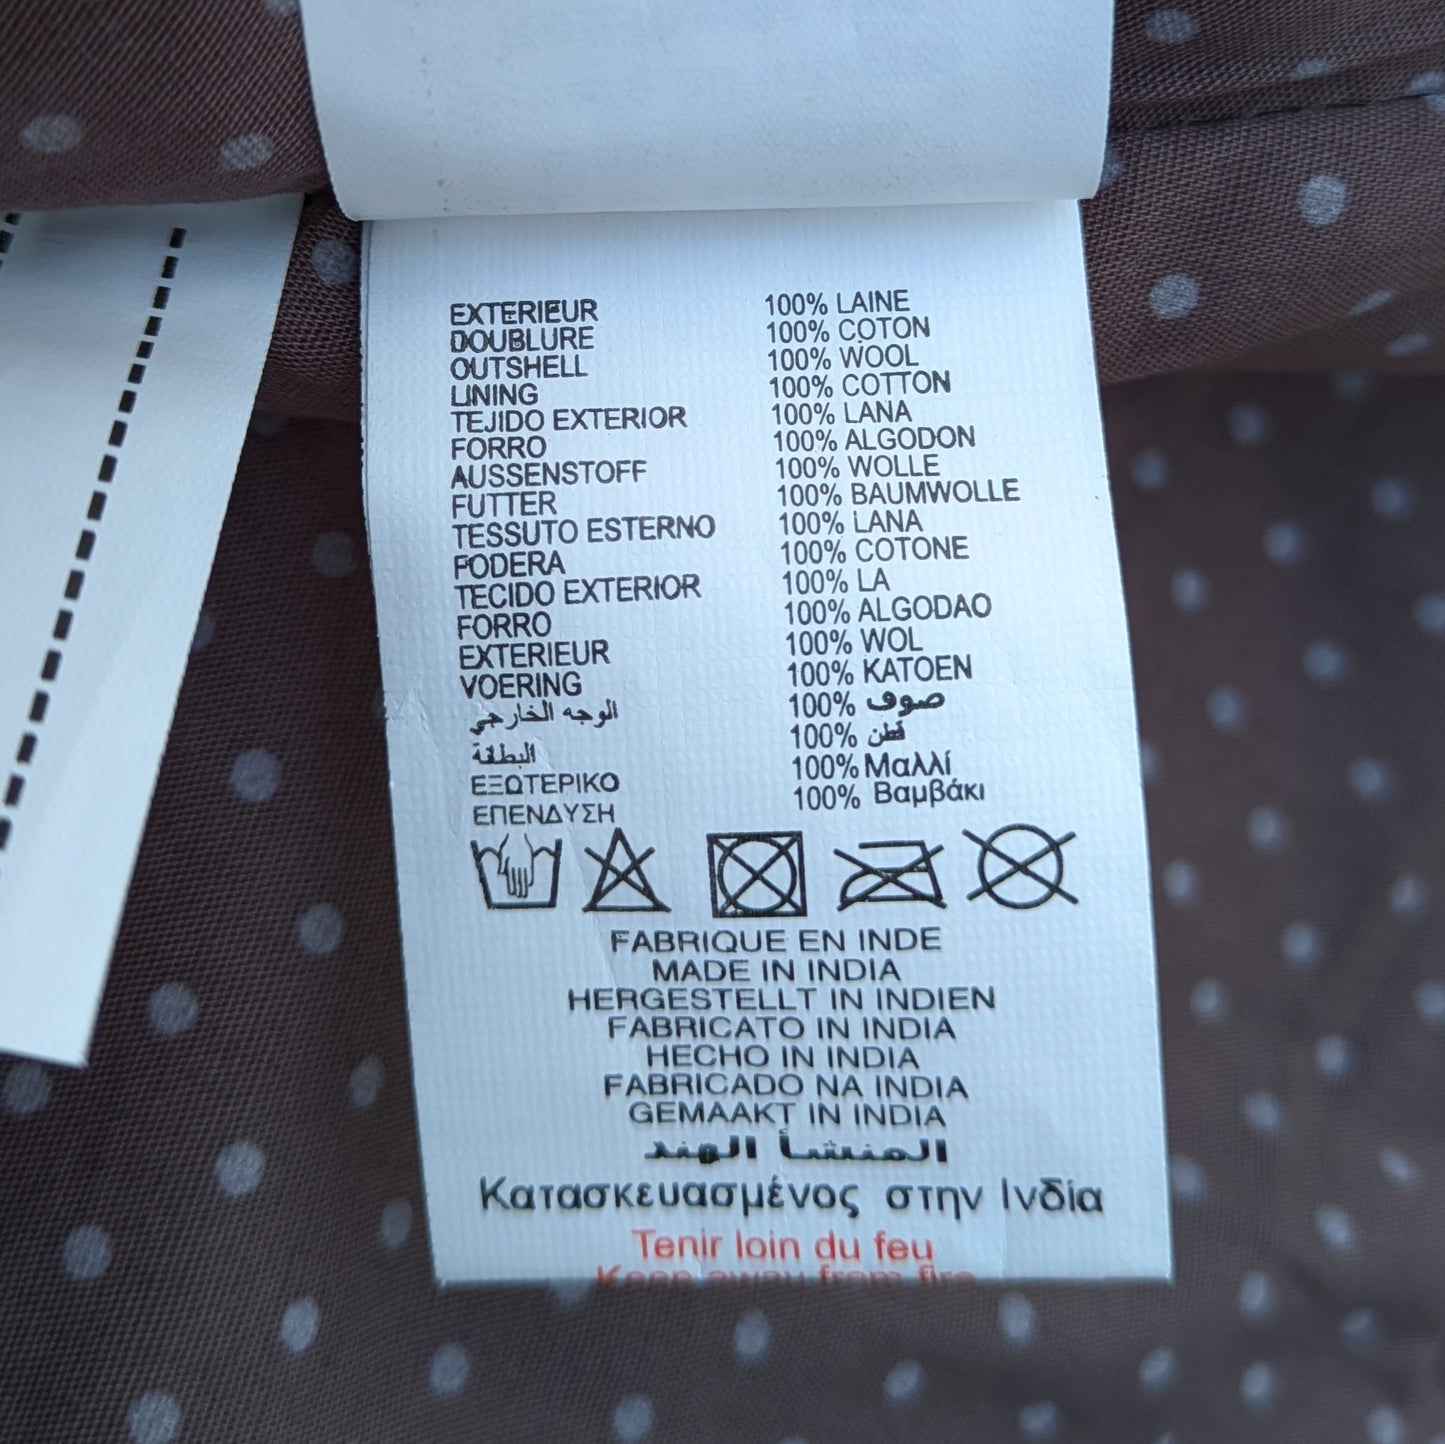 EXTERIEUR 100% LAINE
DOUBLURE 100% COTON
OUTSHELL 100% WOOL
LINING 100% COTTON
TEJIDO EXTERIOR 100% LANA
FORRO 100% ALGODON
AUSSENSTOFF 100% WOLLE
FUTTER 100% BAUMWOLLE
TESSUTO ESTERNO 100% LANA
FODERA 100% COTONE
TECIDO EXTERIOR 100% LA
FORRO 100% ALGODAO
EXTERIEUR 100% WOL
VOERING 100% KATOEN
الوجه الخارجي 100% صوف
البطانة 100% قطن
ΕΞΩΤΕΡΙΚΟ 100% Μαλλί
ΕΠΕΝΔΥΣΗ 100% Βαμβάκι
FABRIQUE EN INDE
MADE IN INDIA
HERGESTELLT IN INDIEN
FABRICATO IN INDIA
HECHO IN INDIA
FABRICADO NA INDIA
GEMAAKT IN INDIA
المنشأ الهند
Κατασκευασμένος στην Ινδία
Tenir loin du feu
Keep away from fire